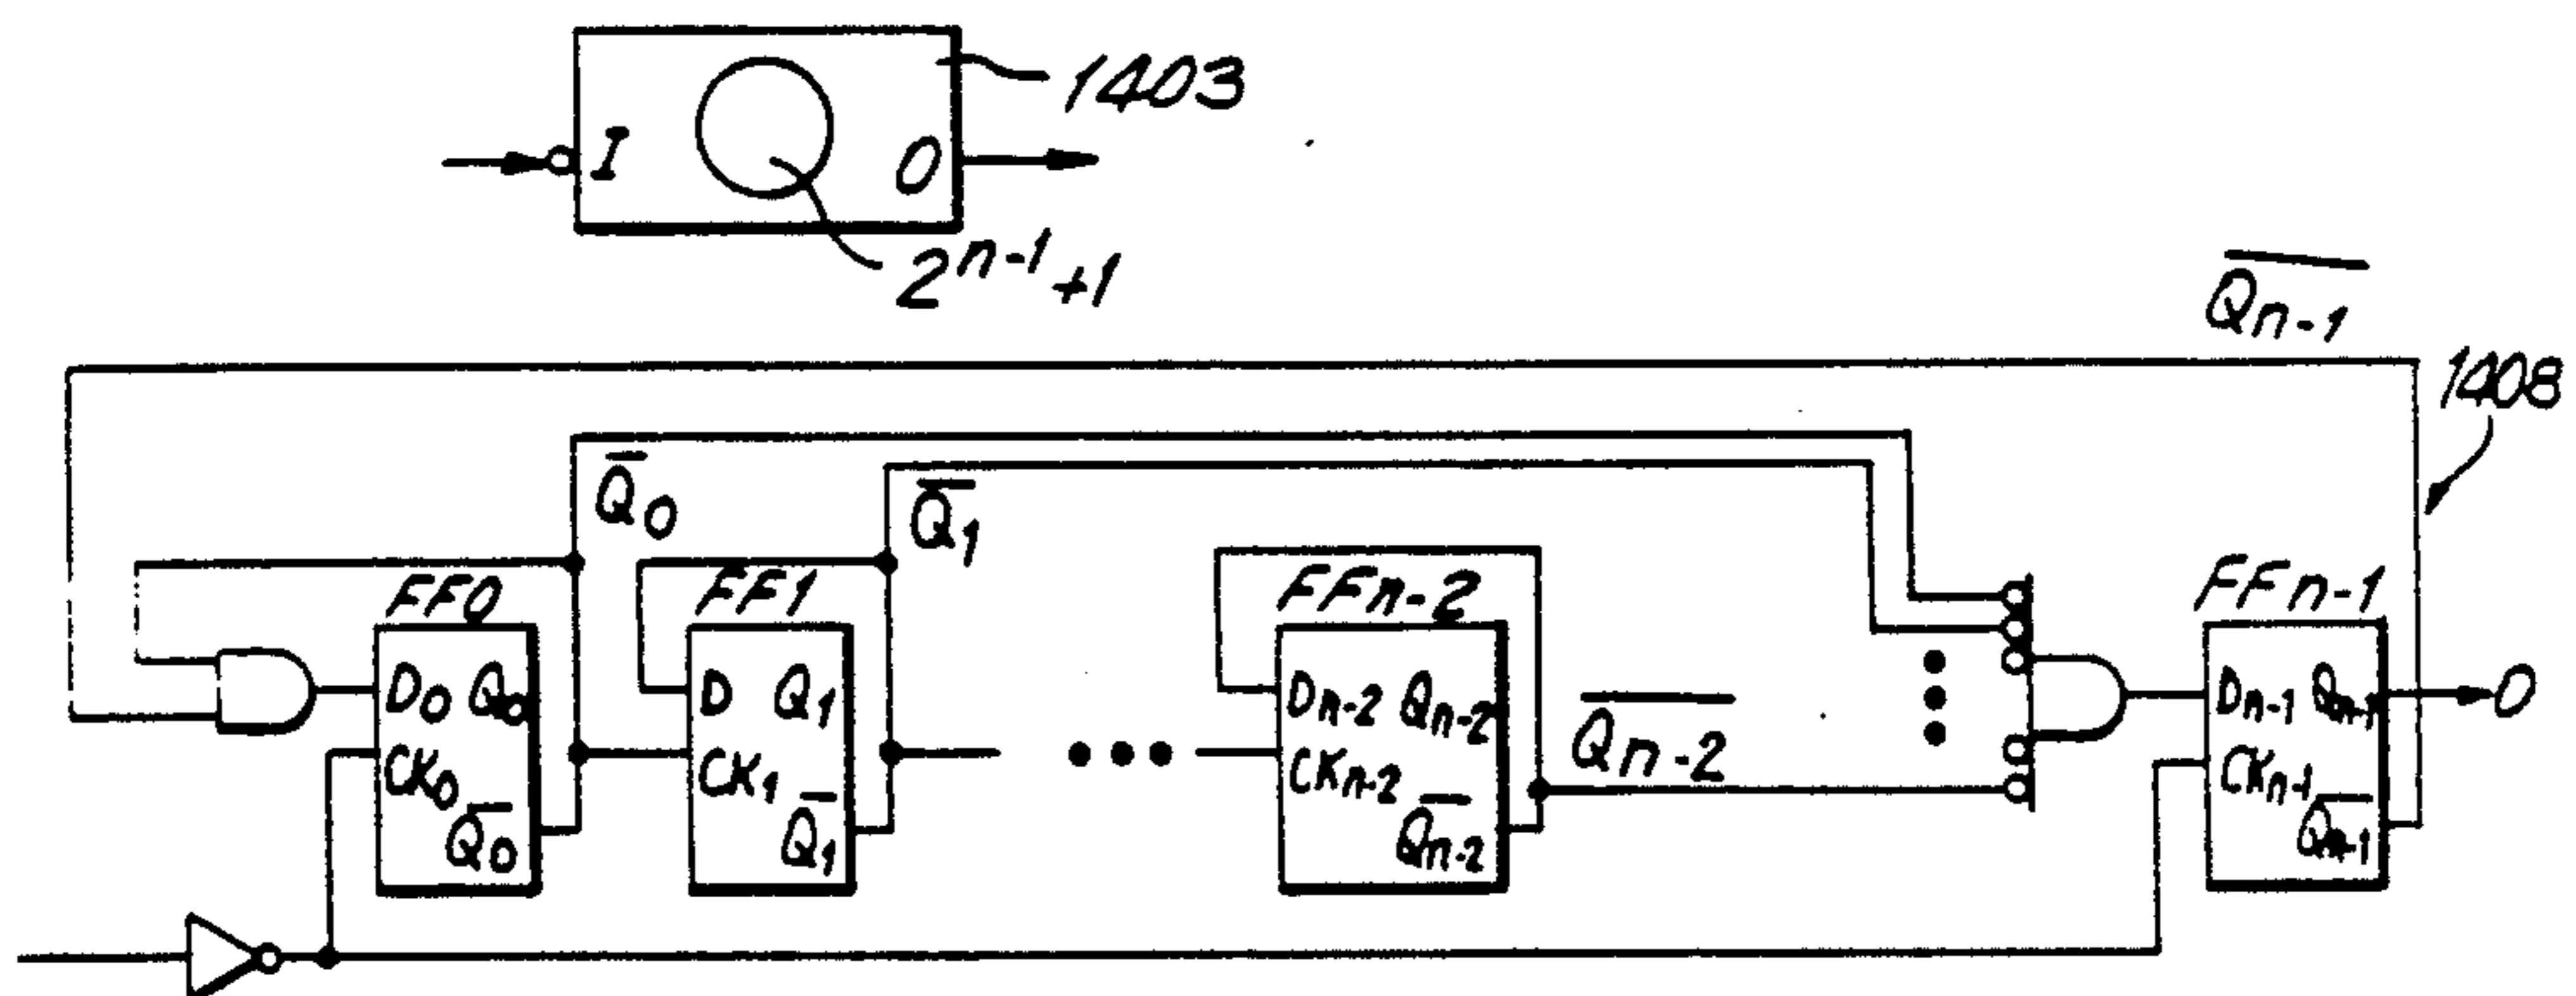 1403
I
O
2ⁿ⁻¹+1
Q̅n-1
1408
Q̅0
Q̅1
FF0
FF1
FFn-2
FFn-1
D0 Q0
D Q1
Dn-2 Qn-2
Q̅n-2
Dn-1 Qn-1
O
CK0
CK1
CKn-2
CKn-1
Q̅0
Q̅1
Q̅n-2
Q̅n-1